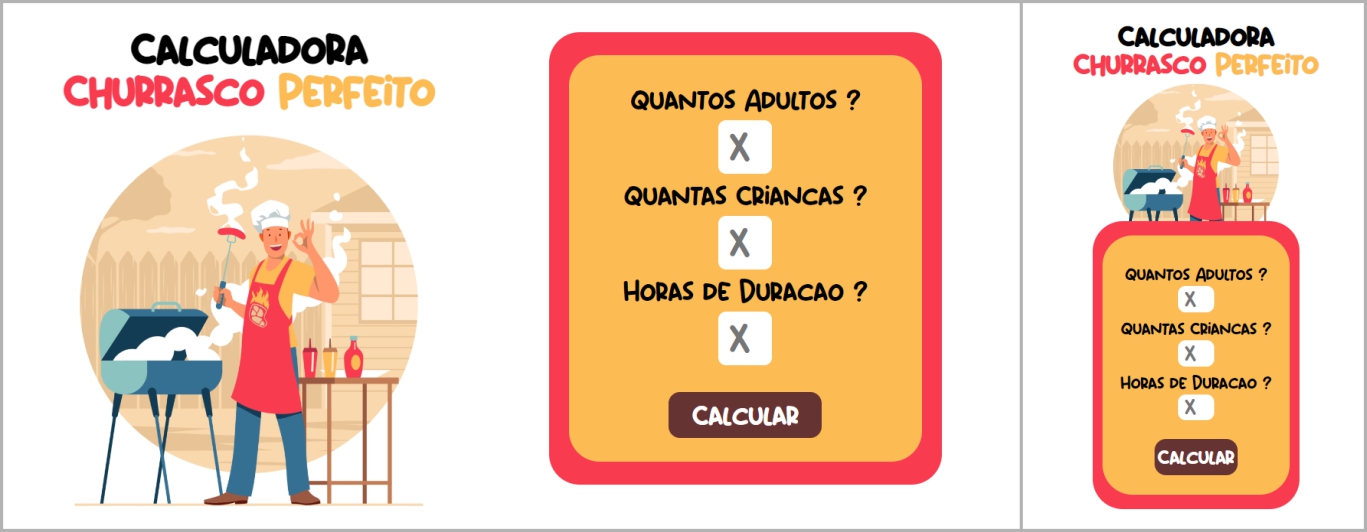 CALCULADORA
CHURRASCO PERFEITO
QUANTOS ADULTOS ?
X
QUANTAS CRIANCAS ?
X
HORAS DE DURACAO ?
X
CALCULAR
CALCULADORA
CHURRASCO PERFEITO
QUANTOS ADULTOS ?
X
QUANTAS CRIANCAS ?
X
HORAS DE DURACAO ?
X
CALCULAR